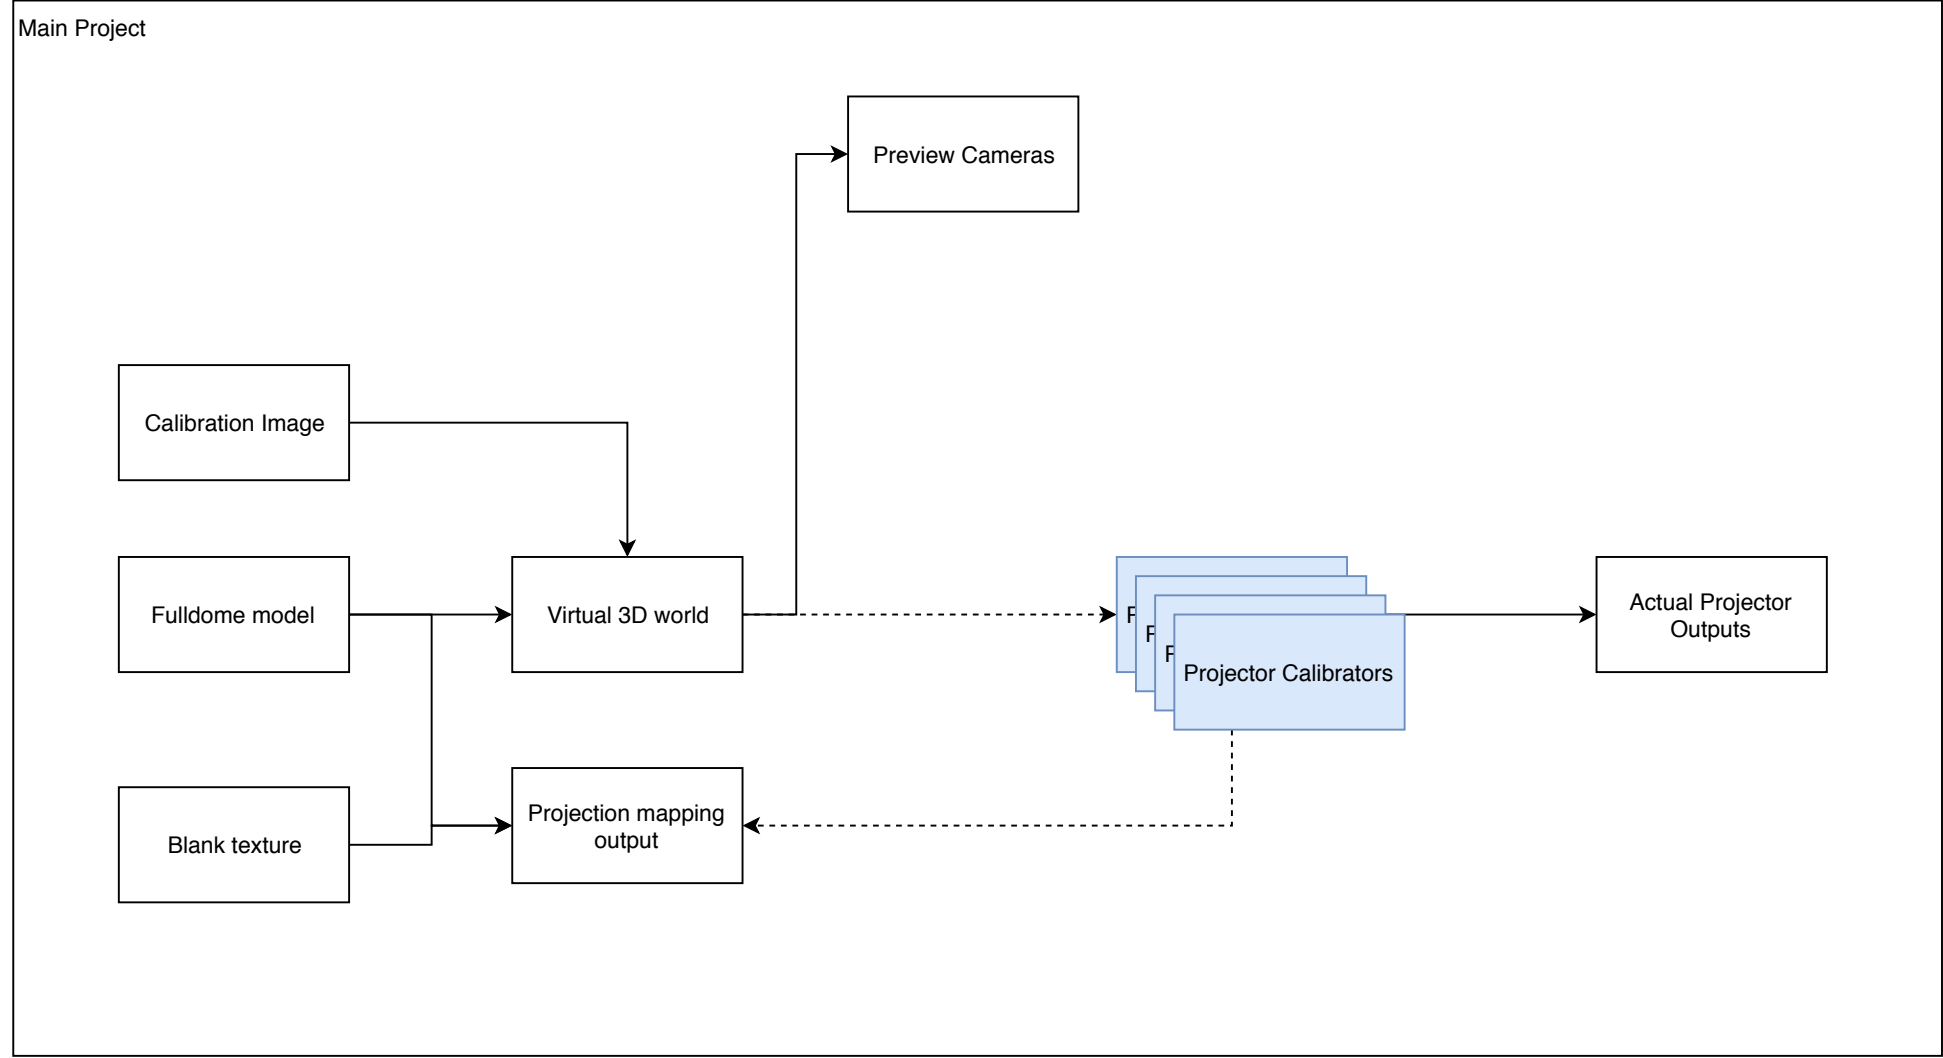 Main Project
Preview Cameras
Calibration Image
Fulldome model
Virtual 3D world
Projector Calibrators
Actual Projector
Outputs
Blank texture
Projection mapping
output